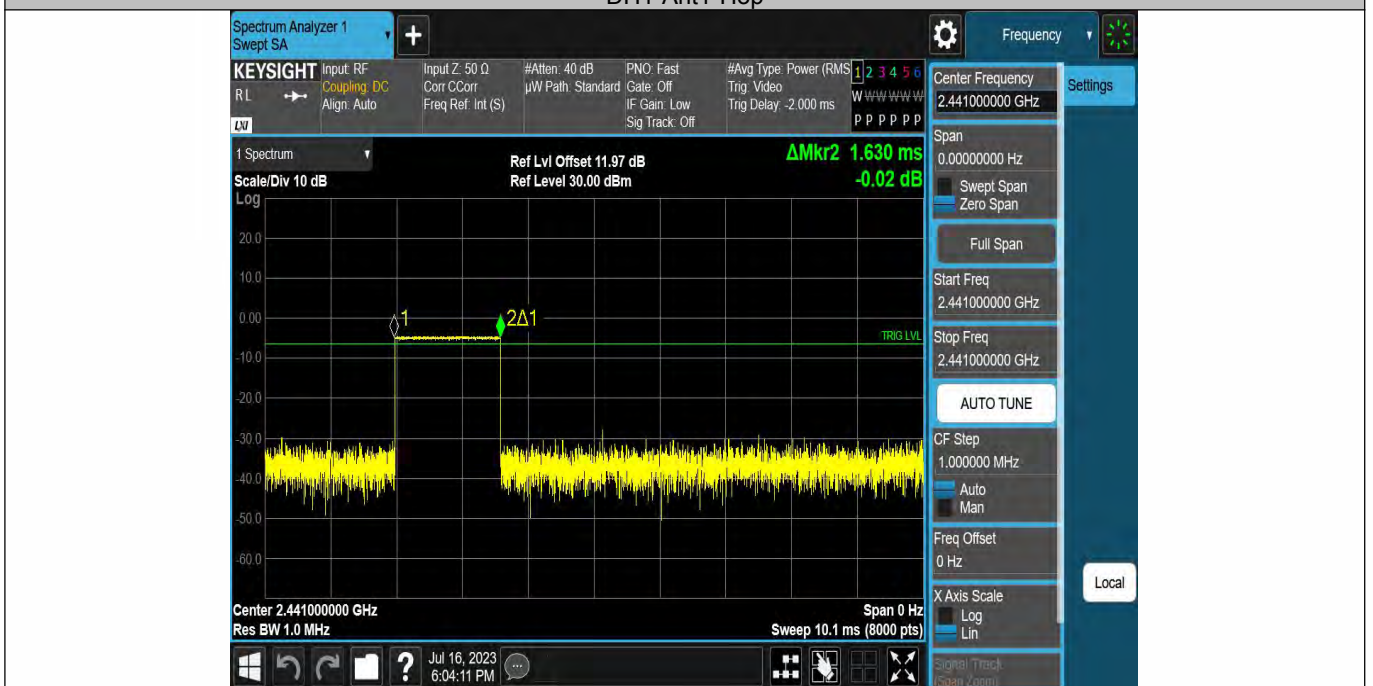 Spectrum Analyzer 1
Swept SA
+
Frequency
KEYSIGHT
RL
LXI
Input: RF
Coupling: DC
Align: Auto
Input Z: 50 Ω
Corr CCorr
Freq Ref: Int (S)
#Atten: 40 dB
µW Path: Standard
PNO: Fast
Gate: Off
IF Gain: Low
Sig Track: Off
#Avg Type: Power (RMS
Trig: Video
Trig Delay: -2.000 ms
1 2 3 4 5 6
W W W W W W
P P P P P P
Center Frequency
2.441000000 GHz
Settings
Span
0.00000000 Hz
Swept Span
Zero Span
Full Span
Start Freq
2.441000000 GHz
Stop Freq
2.441000000 GHz
AUTO TUNE
CF Step
1.000000 MHz
Auto
Man
Freq Offset
0 Hz
X Axis Scale
Log
Lin
Signal Track
(Span Zoom)
Local
1 Spectrum
Scale/Div 10 dB
Log
Ref Lvl Offset 11.97 dB
Ref Level 30.00 dBm
ΔMkr2 1.630 ms
-0.02 dB
20.0
10.0
0.00
-10.0
-20.0
-30.0
-40.0
-50.0
-60.0
1
2Δ1
TRIG LVL
Center 2.441000000 GHz
Res BW 1.0 MHz
Span 0 Hz
Sweep 10.1 ms (8000 pts)
?
Jul 16, 2023
6:04:11 PM